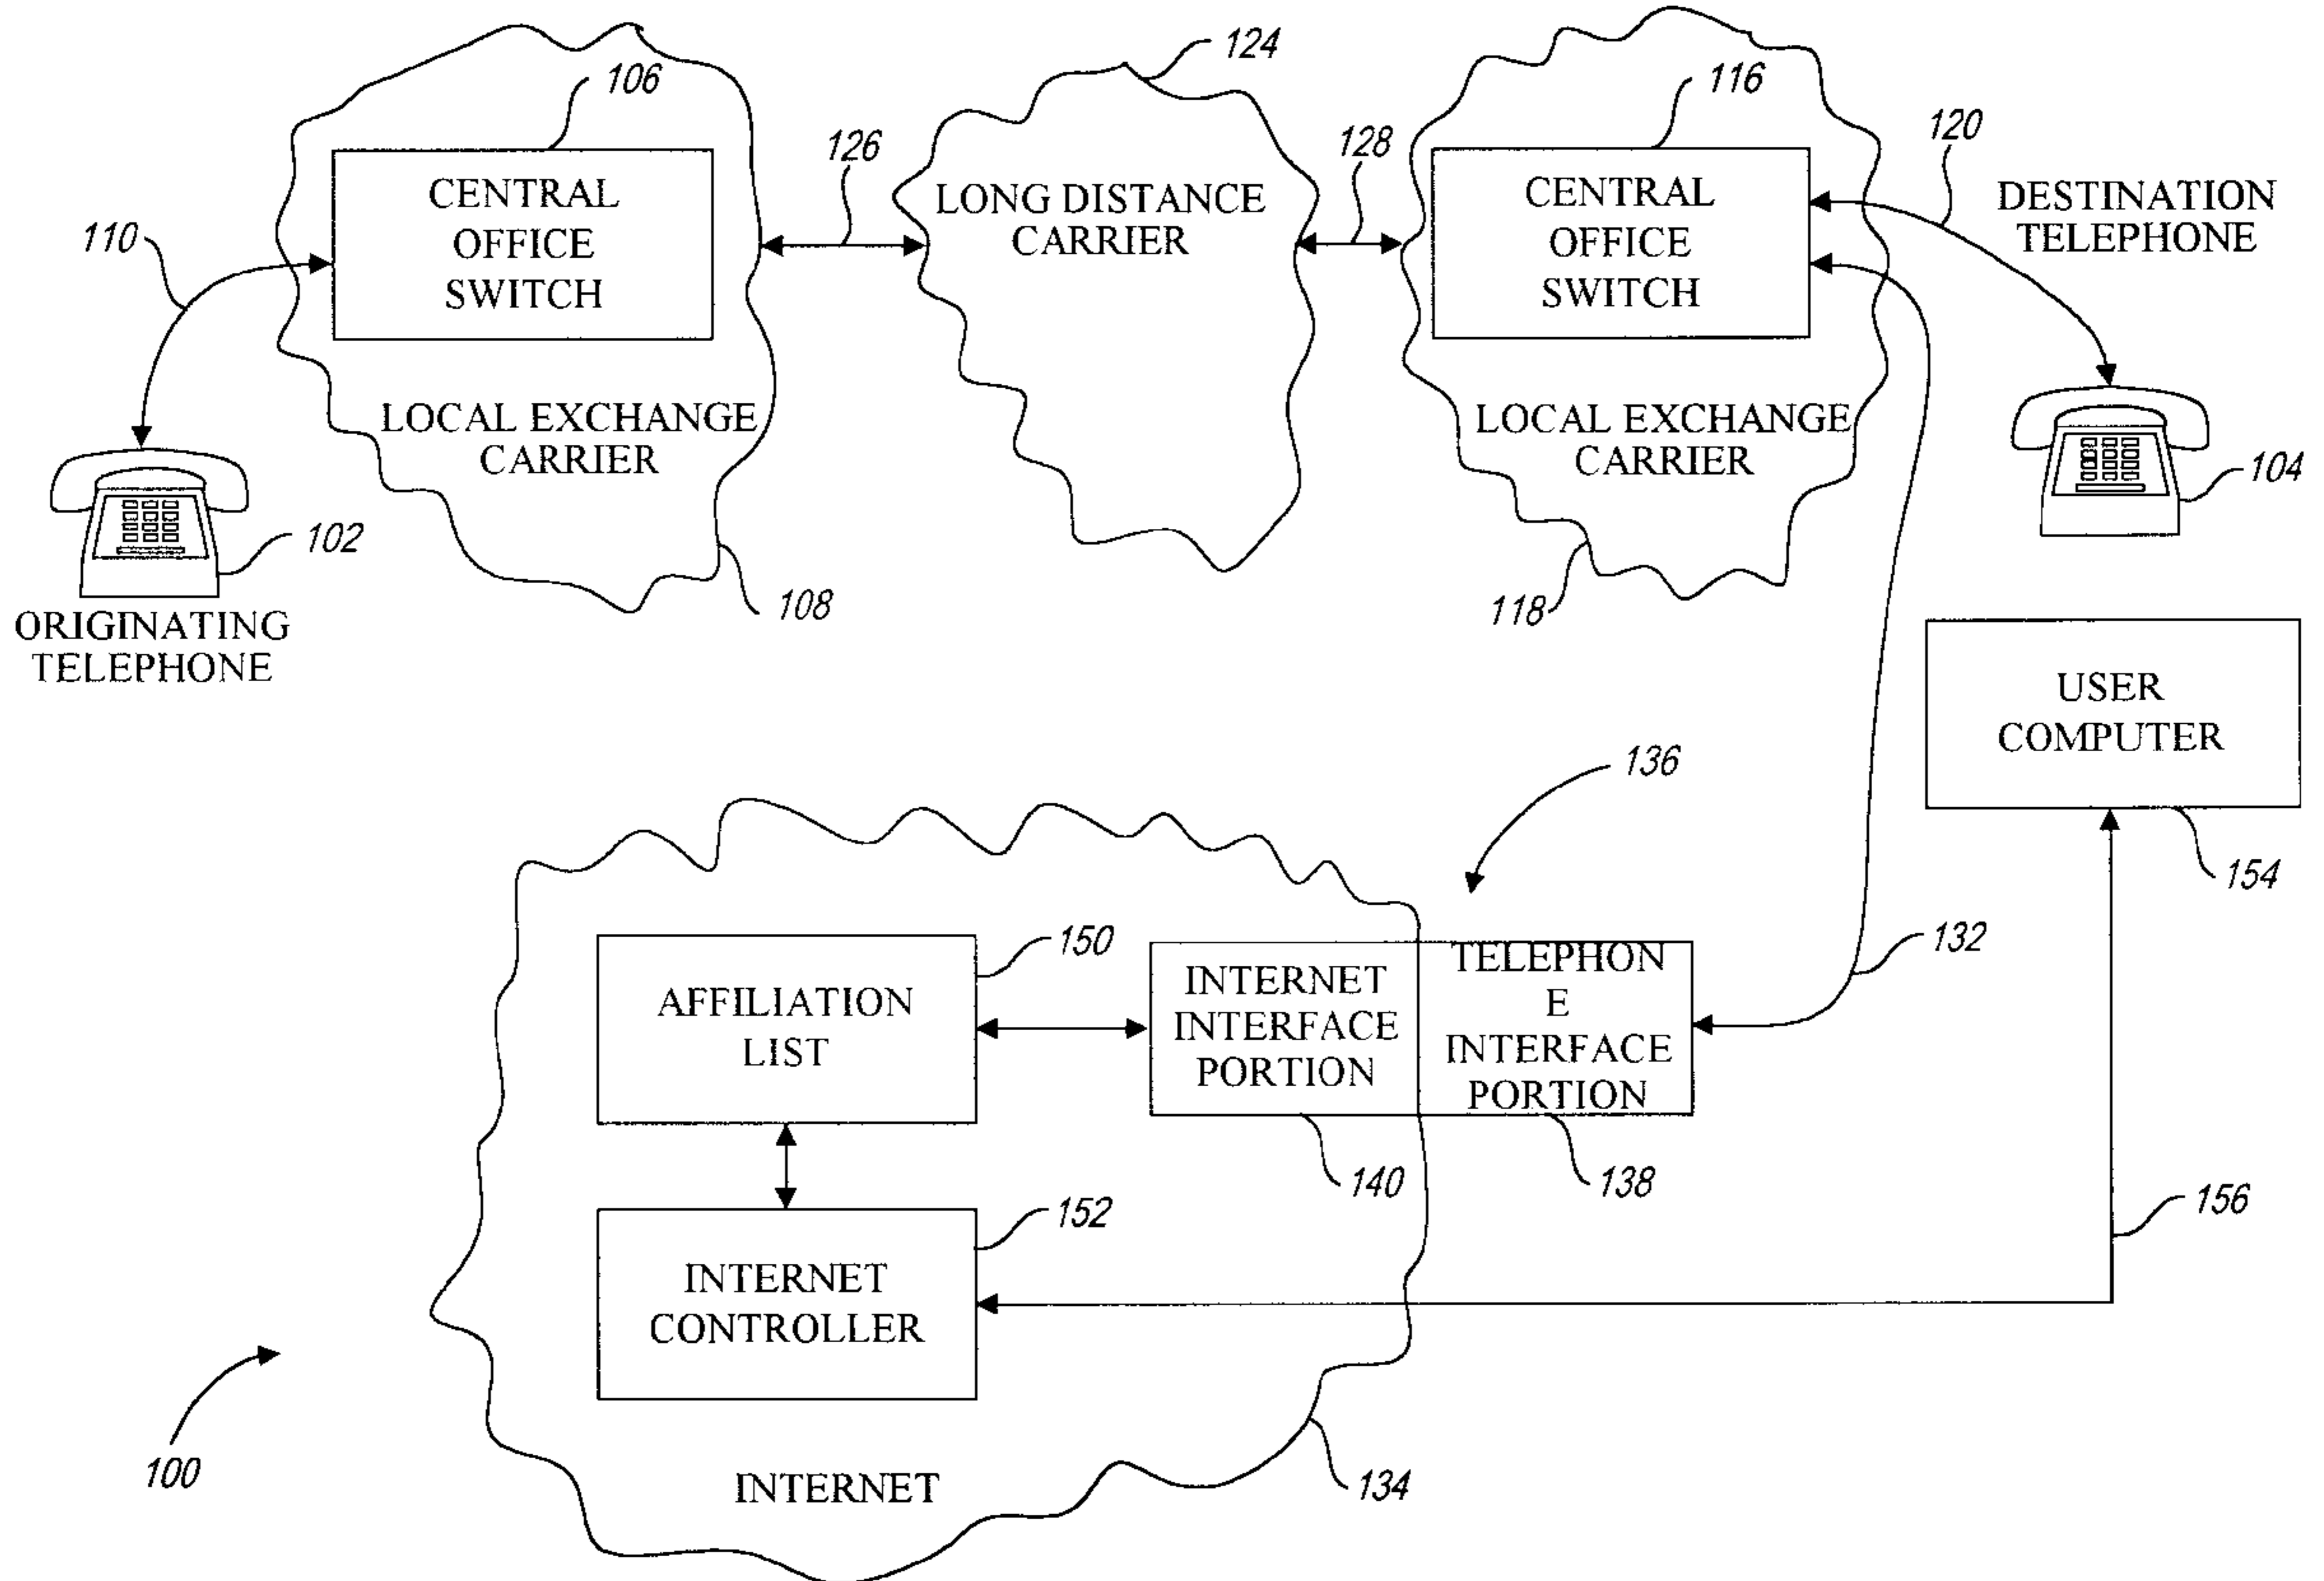 124
106
116
126
128
120
CENTRAL
OFFICE
SWITCH
LONG DISTANCE
CARRIER
CENTRAL
OFFICE
SWITCH
DESTINATION
TELEPHONE
110
LOCAL EXCHANGE
CARRIER
LOCAL EXCHANGE
CARRIER
104
102
108
118
ORIGINATING
TELEPHONE
USER
COMPUTER
136
154
150
132
AFFILIATION
LIST
INTERNET
INTERFACE
PORTION
TELEPHON
E
INTERFACE
PORTION
140
138
152
156
INTERNET
CONTROLLER
100
INTERNET
134